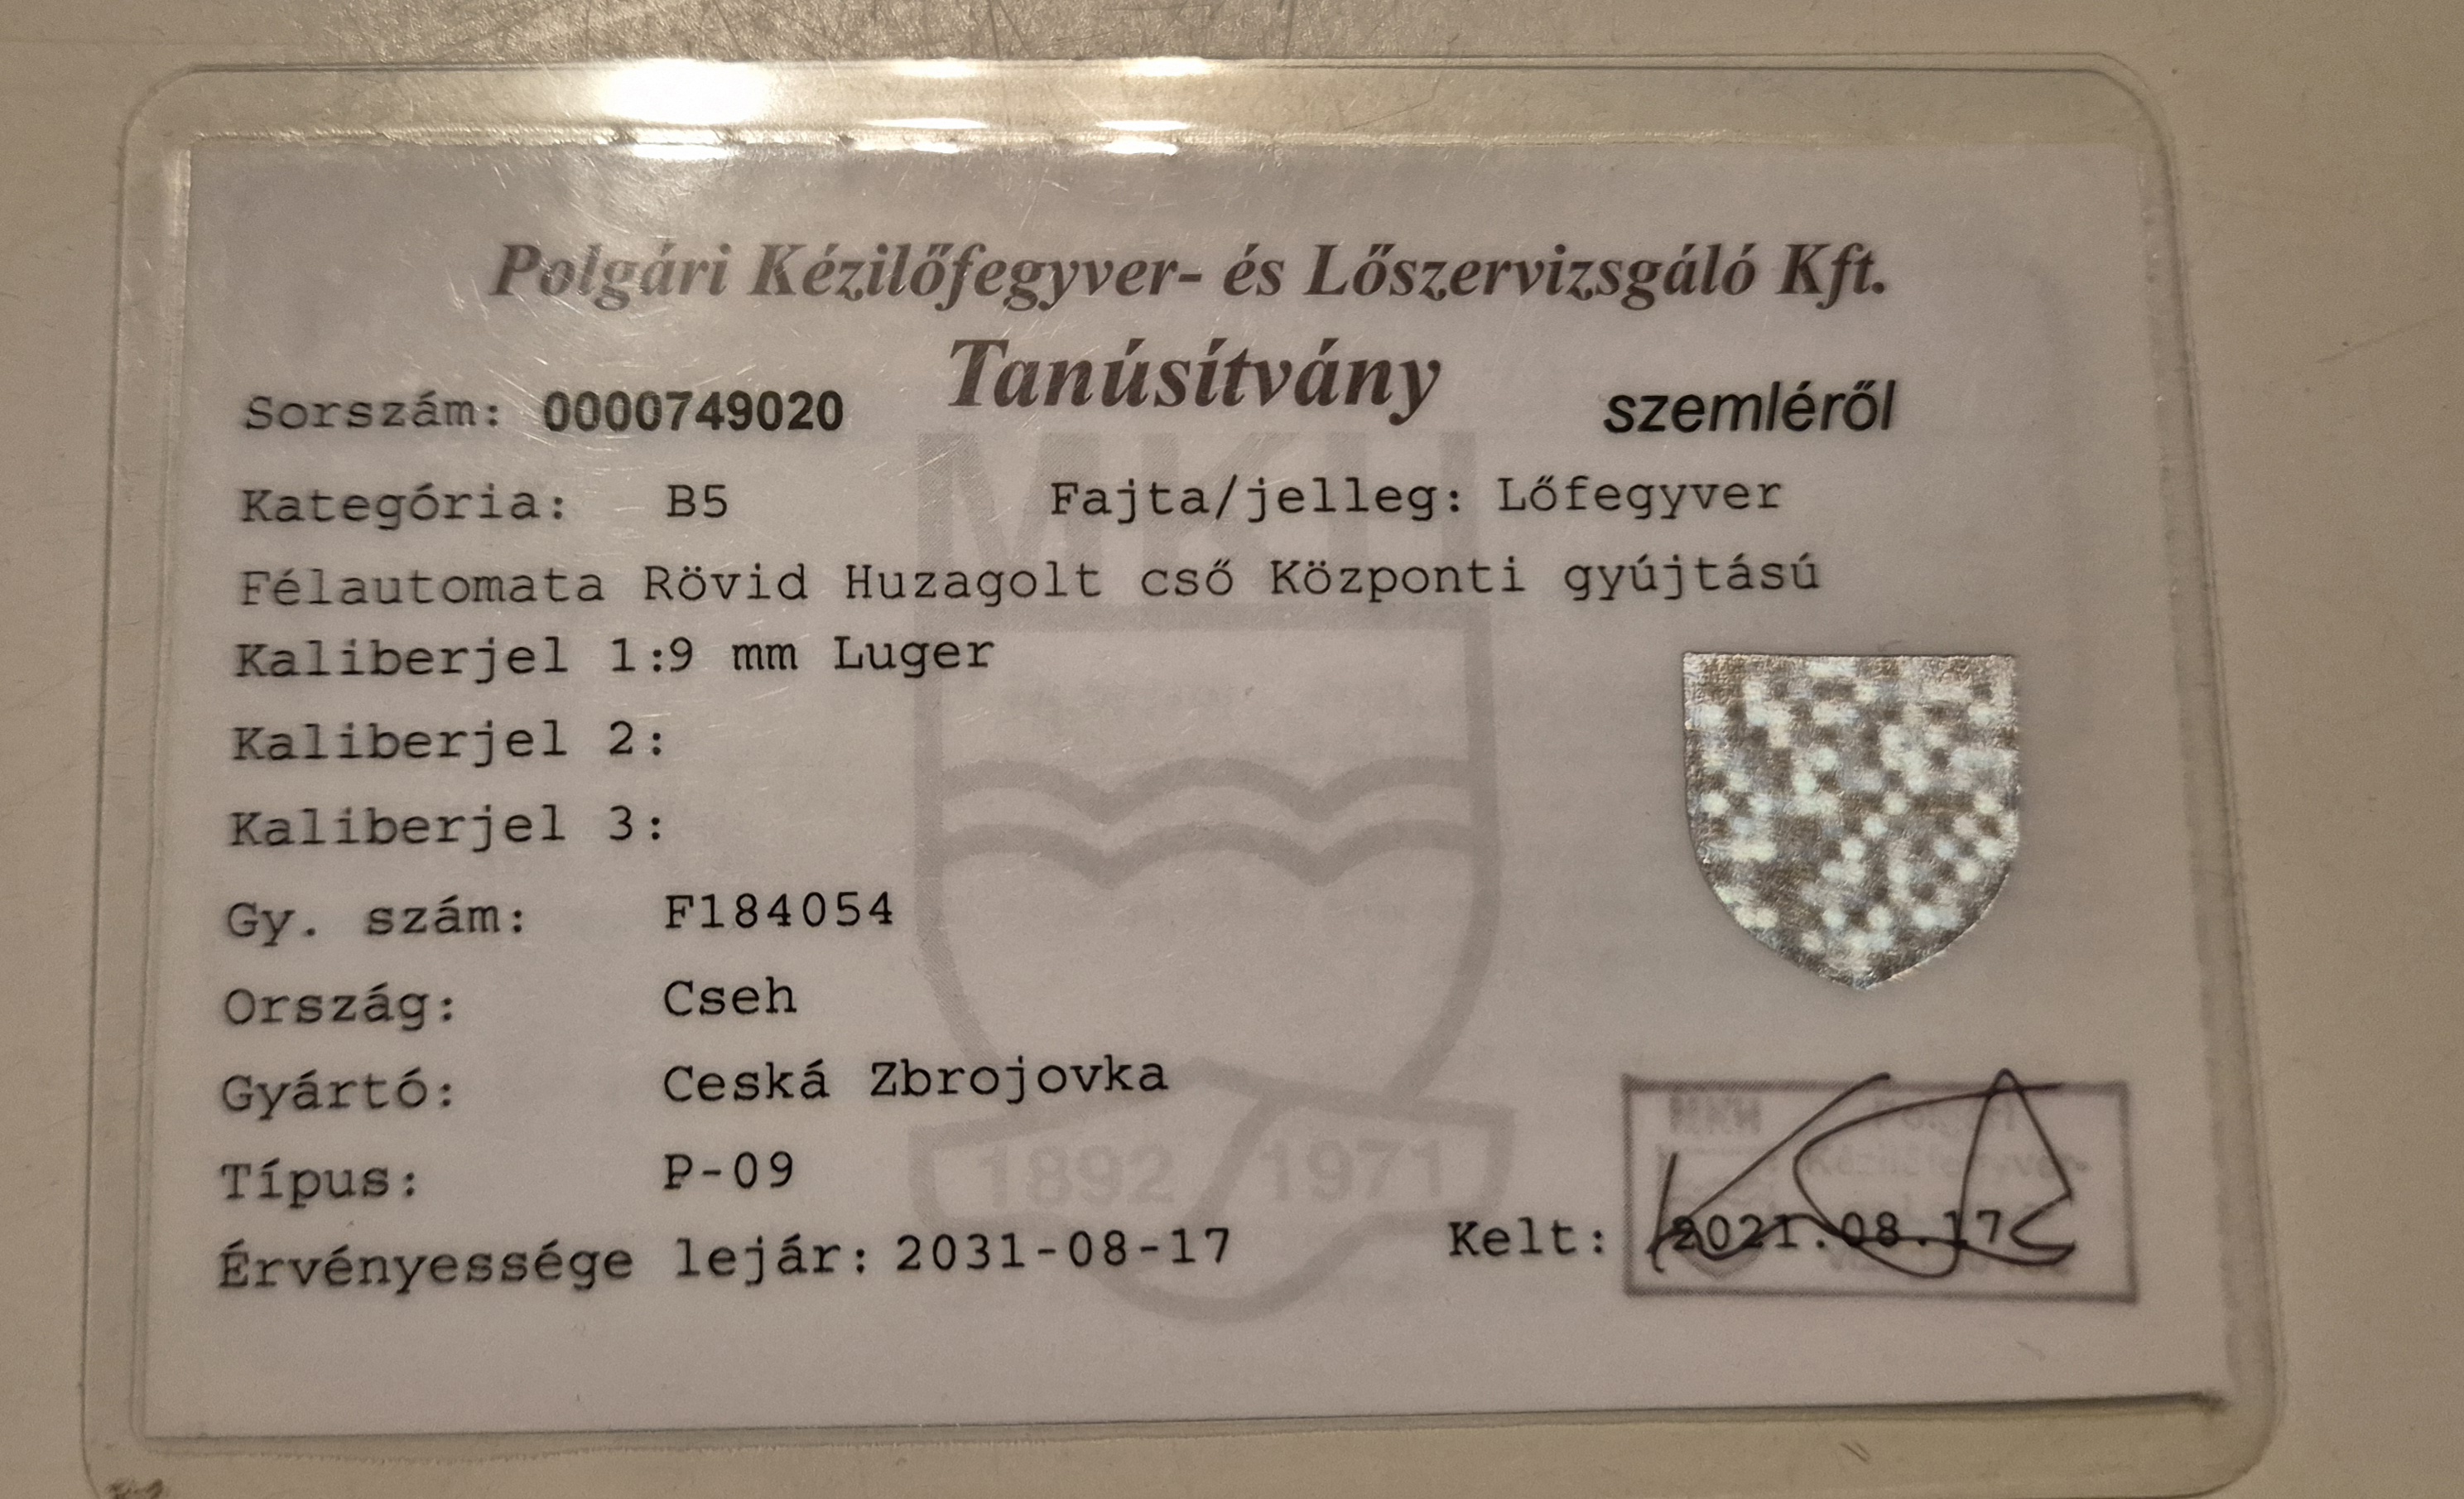 Polgári Kézilőfegyver- és Lőszervizsgáló Kft.
Tanúsítvány
Sorszám: 0000749020 szemléről
Kategória: B5 Fajta/jelleg: Lőfegyver
Félautomata Rövid Huzagolt cső Központi gyújtású
Kaliberjel 1:9 mm Luger
Kaliberjel 2:
Kaliberjel 3:
Gy. szám: F184054
Ország: Cseh
Gyártó: Ceská Zbrojovka
Típus: P-09
Érvényessége lejár: 2031-08-17 Kelt: 2021.08.17
MKH
1892 1971